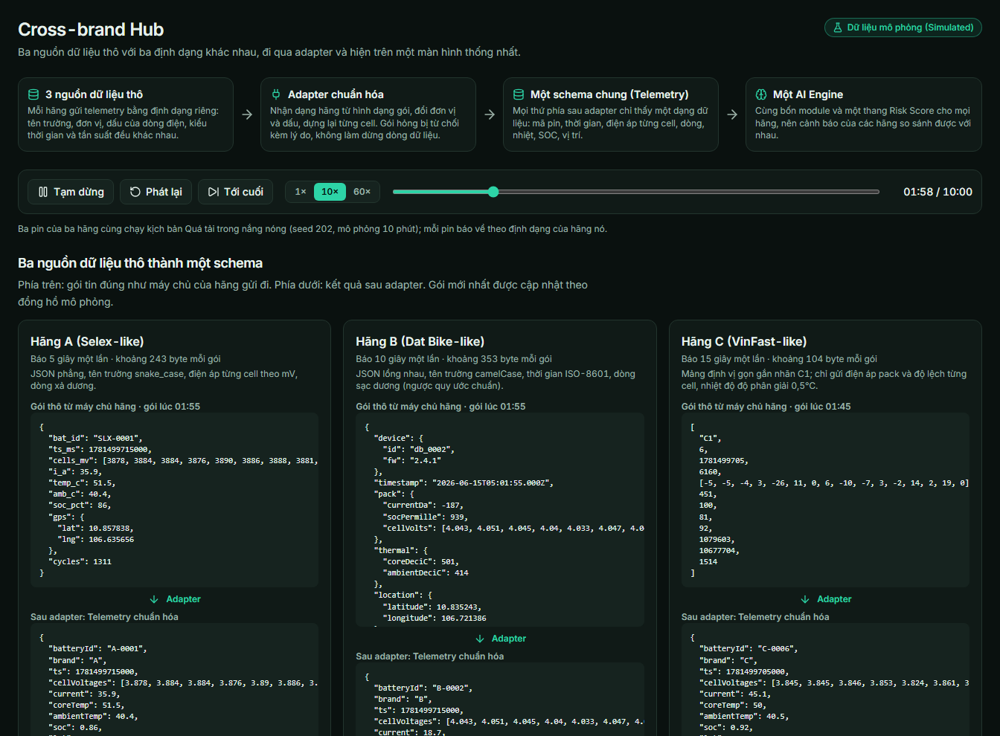 Cross-brand Hub
Dữ liệu mô phỏng (Simulated)
Ba nguồn dữ liệu thô với ba định dạng khác nhau, đi qua adapter và hiện trên một màn hình thống nhất.
3 nguồn dữ liệu thô
Mỗi hãng gửi telemetry bằng định dạng riêng:
tên trường, đơn vị, dấu của dòng điện, kiểu
thời gian và tần suất đều khác nhau.
Adapter chuẩn hóa
Nhận dạng hãng từ hình dạng gói, đổi đơn vị
và dấu, dựng lại từng cell. Gói hỏng bị từ chối
kèm lý do, không làm dừng dòng dữ liệu.
Một schema chung (Telemetry)
Mọi thứ phía sau adapter chỉ thấy một dạng dữ
liệu: mã pin, thời gian, điện áp từng cell, dòng,
nhiệt, SOC, vị trí.
Một AI Engine
Cùng bốn module và một thang Risk Score cho mọi
hãng, nên cảnh báo của các hãng so sánh được với
nhau.
Tạm dừng
Phát lại
Tới cuối
1×
10×
60×
01:58 / 10:00
Ba pin của ba hãng cùng chạy kịch bản Quá tải trong nắng nóng (seed 202, mô phỏng 10 phút); mỗi pin báo về theo định dạng của hãng nó.
Ba nguồn dữ liệu thô thành một schema
Phía trên: gói tin đúng như máy chủ của hãng gửi đi. Phía dưới: kết quả sau adapter. Gói mới nhất được cập nhật theo
đồng hồ mô phỏng.
Hãng A (Selex-like)
Báo 5 giây một lần · khoảng 243 byte mỗi gói
JSON phẳng, tên trường snake_case, điện áp từng cell theo mV,
dòng xả dương.
Gói thô từ máy chủ hãng · gói lúc 01:55
{
"bat_id": "SLX-0001",
"ts_ms": 1781499715000,
"cells_mv": [3878, 3884, 3884, 3876, 3890, 3886, 3888, 3881,
"i_a": 35.9,
"temp_c": 51.5,
"amb_c": 40.4,
"soc_pct": 86,
"gps": {
"lat": 10.857838,
"lng": 106.635656
},
"cycles": 1311
}
Adapter
Sau adapter: Telemetry chuẩn hóa
{
"batteryId": "A-0001",
"brand": "A",
"ts": 1781499715000,
"cellVoltages": [3.878, 3.884, 3.884, 3.876, 3.89, 3.886, 3.
"current": 35.9,
"coreTemp": 51.5,
"ambientTemp": 40.4,
"soc": 0.86,
Hãng B (Dat Bike-like)
Báo 10 giây một lần · khoảng 353 byte mỗi gói
JSON lồng nhau, tên trường camelCase, thời gian ISO-8601, dòng
sạc dương (ngược quy ước chuẩn).
Gói thô từ máy chủ hãng · gói lúc 01:55
{
"device": {
"id": "db_0002",
"fw": "2.4.1"
},
"timestamp": "2026-06-15T05:01:55.000Z",
"pack": {
"currentDa": -187,
"socPermille": 939,
"cellVolts": [4.043, 4.051, 4.045, 4.04, 4.033, 4.047, 4.0
},
"thermal": {
"coreDeciC": 501,
"ambientDeciC": 414
},
"location": {
"latitude": 10.835243,
"longitude": 106.721386
Adapter
Sau adapter: Telemetry chuẩn hóa
{
"batteryId": "B-0002",
"brand": "B",
"ts": 1781499715000,
"cellVoltages": [4.043, 4.051, 4.045, 4.04, 4.033, 4.047, 4.
"current": 18.7,
Hãng C (VinFast-like)
Báo 15 giây một lần · khoảng 104 byte mỗi gói
Mảng định vị gọn gắn nhãn C1; chỉ gửi điện áp pack và độ lệch từng
cell, nhiệt độ độ phân giải 0,5°C.
Gói thô từ máy chủ hãng · gói lúc 01:45
[
"C1",
6,
1781499705,
6160,
[-5, -5, -4, 3, -26, 11, 0, 6, -10, -7, 3, -2, 14, 2, 19, 0]
451,
100,
81,
92,
1079603,
10677704,
1514
]
Adapter
Sau adapter: Telemetry chuẩn hóa
{
"batteryId": "C-0006",
"brand": "C",
"ts": 1781499705000,
"cellVoltages": [3.845, 3.845, 3.846, 3.853, 3.824, 3.861, 3
"current": 45.1,
"coreTemp": 50,
"ambientTemp": 40.5,
"soc": 0.92,